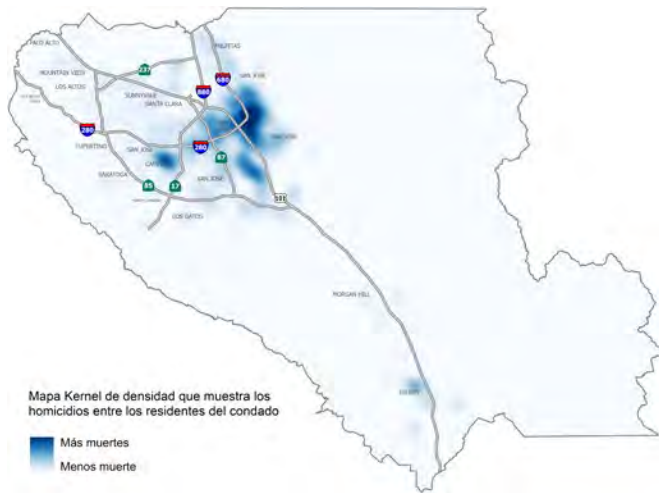 PALO ALTO
MILPITAS
237
MOUNTAIN VIEW
680
SAN JOSE
LOS ALTOS
SUNNYVALE
880
SANTA CLARA
280
CUPERTINO
SAN JOSE
280
87
SARATOGA
85
17
SAN JOSE
101
LOS GATOS
MORGAN HILL
GILROY
Mapa Kernel de densidad que muestra los
homicidios entre los residentes del condado
Más muertes
Menos muerte